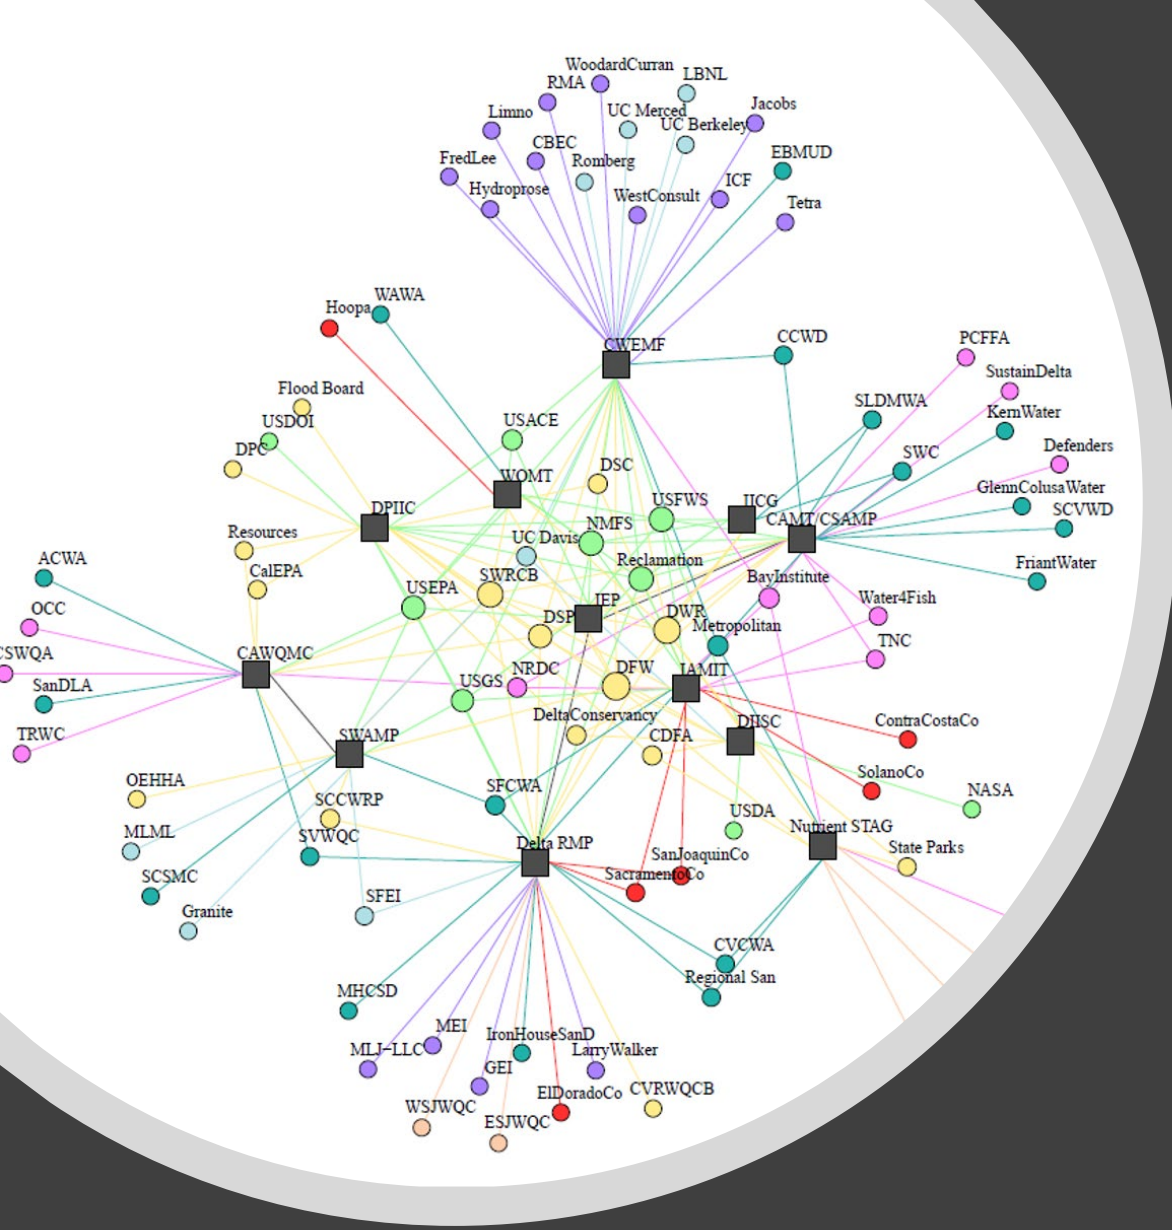 WoodardCurran
LBNL
RMA
Jacobs
Limno
UC Merced
UC Berkeley
CBEC
EBMUD
FredLee
Romberg
ICF
Hydroprose
WestConsult
Tetra
WAWA
Hoopa
CWEMF
CCWD
PCFFA
SustainDelta
Flood Board
SLDMWA
KernWater
USDOI
USACE
DPC
SWC
Defenders
DSC
WOMT
GlennColusaWater
USFWS
IICG
SCVWD
DPIIC
CAMT/CSAMP
NMFS
Resources
UC Davis
ACWA
Reclamation
FriantWater
CalEPA
SWRCB
BayInstitute
USEPA
IEP
Water4Fish
OCC
DSP
DWR
Metropolitan
TNC
CSWQA
CAWQMC
NRDC
DFW
IAMIT
SanDLA
USGS
DeltaConservancy
DIISC
ContraCostaCo
TRWC
SWAMP
CDFA
SolanoCo
OEHHA
SFCWA
NASA
SCCWRP
USDA
MLML
SVWQC
Delta RMP
Nutrient STAG
SanJoaquinCo
State Parks
SCSMC
SacramentoCo
SFEI
Granite
CVCWA
Regional San
MHCSD
MEI
IronHouseSanD
MLJ-LLC
LarryWalker
GEI
ElDoradoCo
CVRWQCB
WSJWQC
ESJWQC